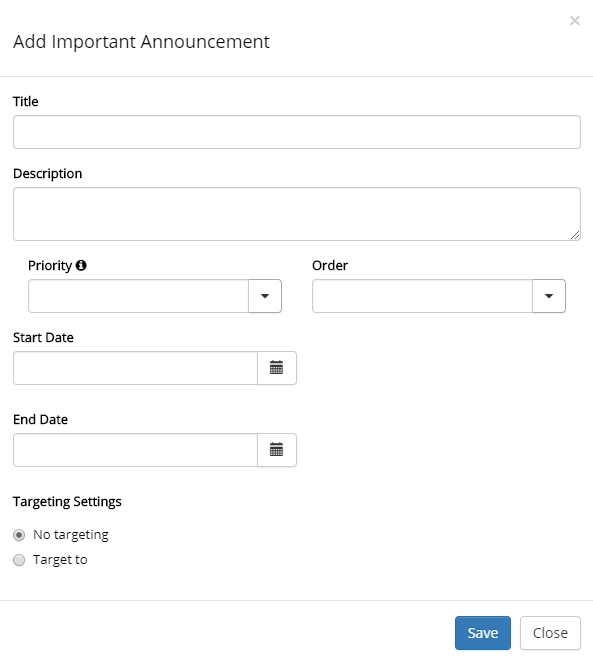 Add Important Announcement
Title
Description
Priority
Order
Start Date
End Date
Targeting Settings
No targeting
Target to
Save
Close